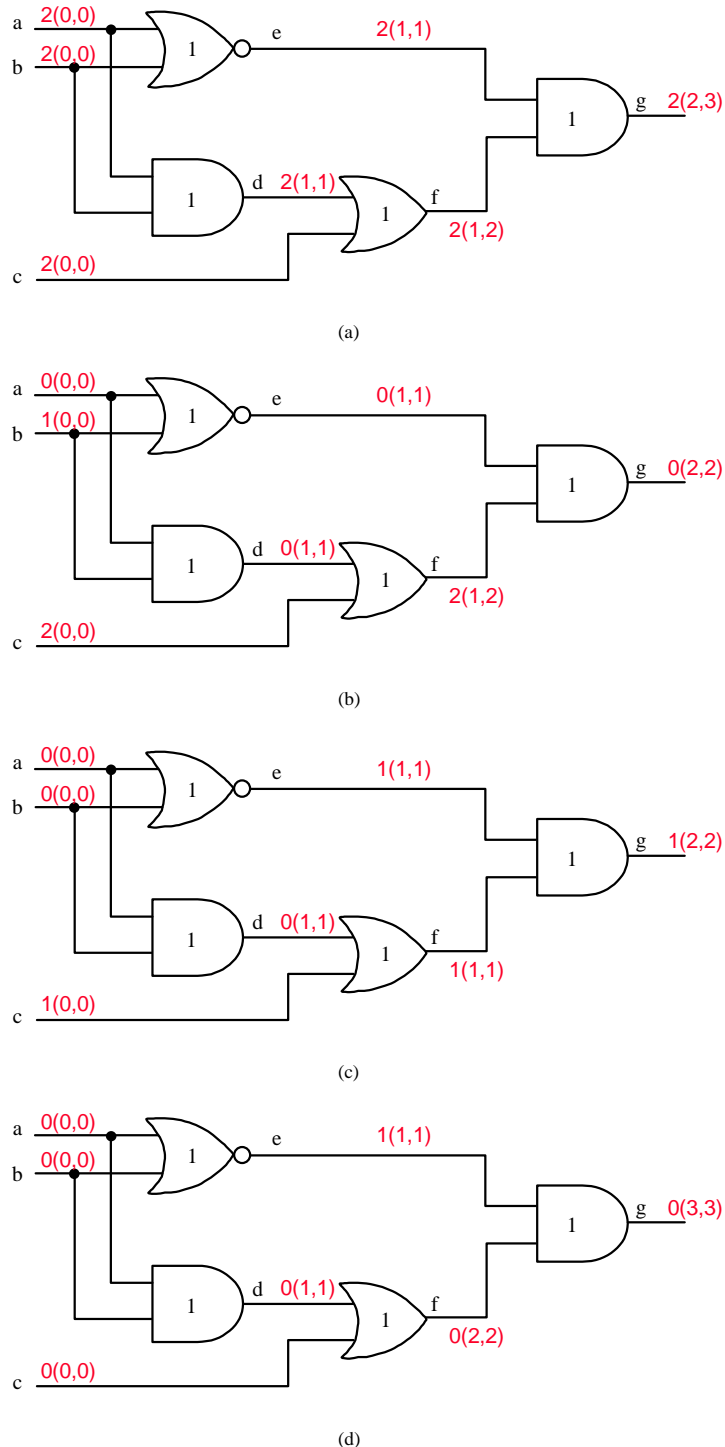 a 2(0,0) 1 e 2(1,1)
b 2(0,0)
1 g 2(2,3)
1 d 2(1,1) 1 f
2(1,2)
c 2(0,0)
(a)
a 0(0,0) 1 e 0(1,1)
b 1(0,0)
1 g 0(2,2)
1 d 0(1,1) 1 f
2(1,2)
c 2(0,0)
(b)
a 0(0,0) 1 e 1(1,1)
b 0(0,0)
1 g 1(2,2)
1 d 0(1,1) 1 f
1(1,1)
c 1(0,0)
(c)
a 0(0,0) 1 e 1(1,1)
b 0(0,0)
1 g 0(3,3)
1 d 0(1,1) 1 f
0(2,2)
c 0(0,0)
(d)